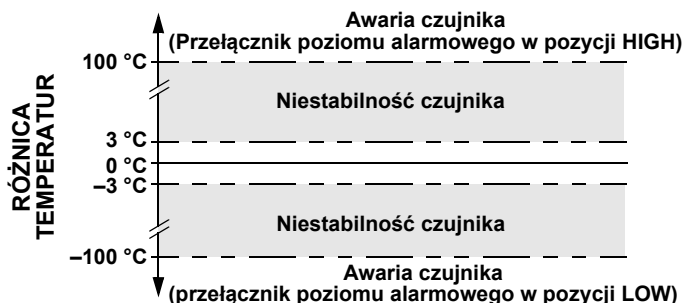 Awaria czujnika
(Przełącznik poziomu alarmowego w pozycji HIGH)
100 °C
Niestabilność czujnika
3 °C
0 °C
–3 °C
RÓŻNICA
TEMPERATUR
Niestabilność czujnika
–100 °C
Awaria czujnika
(przełącznik poziomu alarmowego w pozycji LOW)